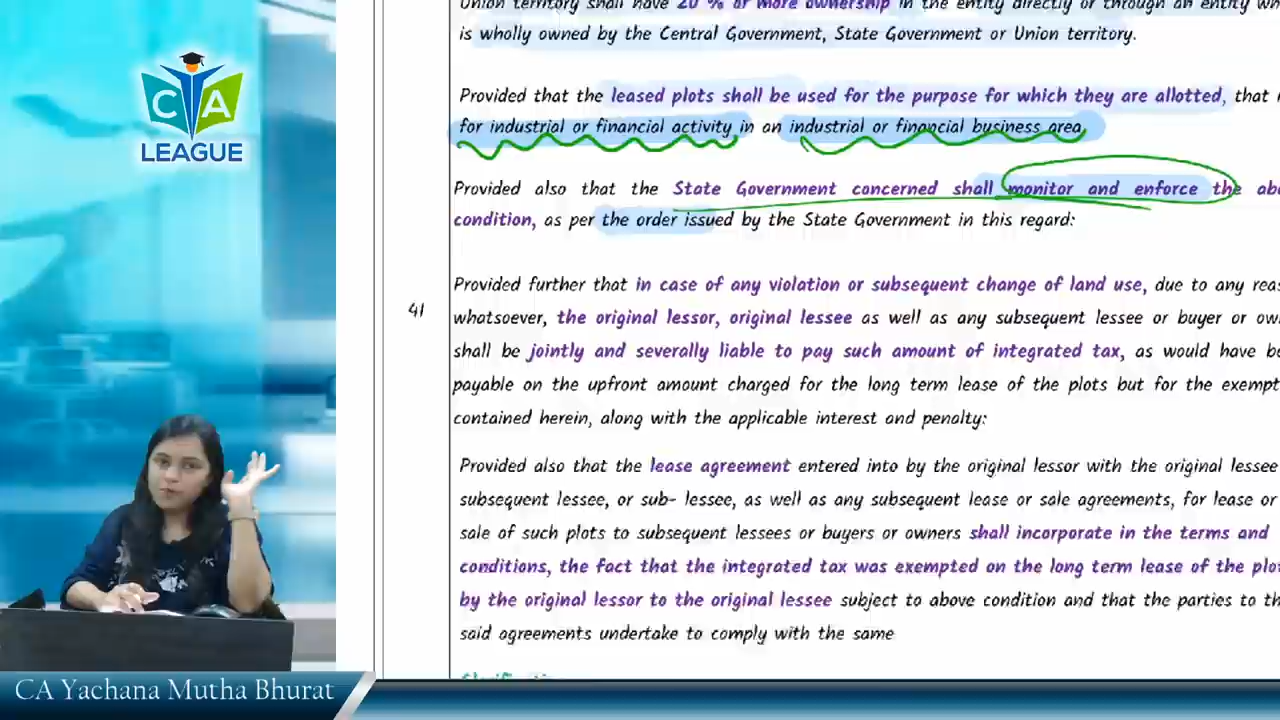 Union territory shall have 20 % or more ownership in the entity directly or through an entity
is wholly owned by the Central Government, State Government or Union territory.
CA
LEAGUE
Provided that the leased plots shall be used for the purpose for which they are allotted, that
for industrial or financial activity in an industrial or financial business area,
Provided also that the State Government concerned shall monitor and enforce the
condition, as per the order issued by the State Government in this regard:
41
Provided further that in case of any violation or subsequent change of land use, due to any
whatsoever, the original lessor, original lessee as well as any subsequent lessee or buyer or
shall be jointly and severally liable to pay such amount of integrated tax, as would have
payable on the upfront amount charged for the long term lease of the plots but for the
contained herein, along with the applicable interest and penalty:
Provided also that the lease agreement entered into by the original lessor with the original lessee
subsequent lessee, or sub- lessee, as well as any subsequent lease or sale agreements, for lease or
sale of such plots to subsequent lessees or buyers or owners shall incorporate in the terms and
conditions, the fact that the integrated tax was exempted on the long term lease of the
by the original lessor to the original lessee subject to above condition and that the parties to
said agreements undertake to comply with the same
CA Yachana Mutha Bhurat